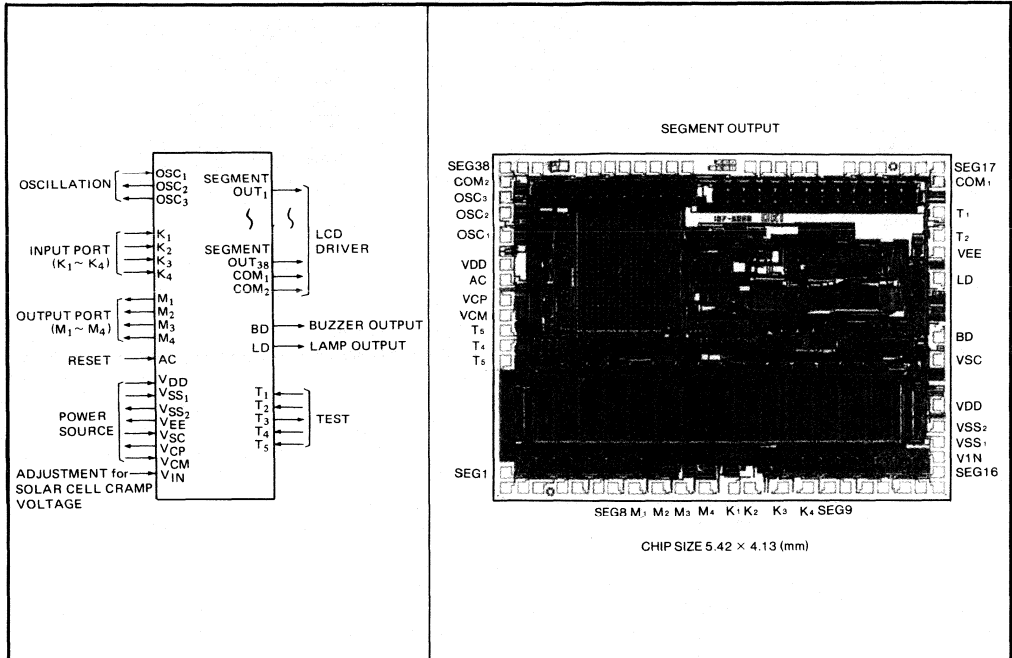 OSCILLATION
OSC1
OSC2
OSC3
INPUT PORT
(K1 ~ K4)
K1
K2
K3
K4
OUTPUT PORT
(M1 ~ M4)
M1
M2
M3
M4
RESET
AC
POWER
SOURCE
VDD
VSS1
VSS2
VEE
VSC
VCP
VCM
ADJUSTMENT for
SOLAR CELL CRAMP
VOLTAGE
VIN
SEGMENT
OUT1
SEGMENT
OUT38
COM1
COM2
LCD
DRIVER
BD
BUZZER OUTPUT
LD
LAMP OUTPUT
T1
T2
T3
T4
T5
TEST
SEGMENT OUTPUT
SEG38
COM2
OSC3
OSC2
OSC1
VDD
AC
VCP
VCM
T5
T4
T5
SEG1
SEG17
COM1
T1
T2
VEE
LD
BD
VSC
VDD
VSS2
VSS1
V1N
SEG16
SEG8 M1 M2 M3 M4 K1 K2 K3 K4 SEG9
CHIP SIZE 5.42 × 4.13 (mm)